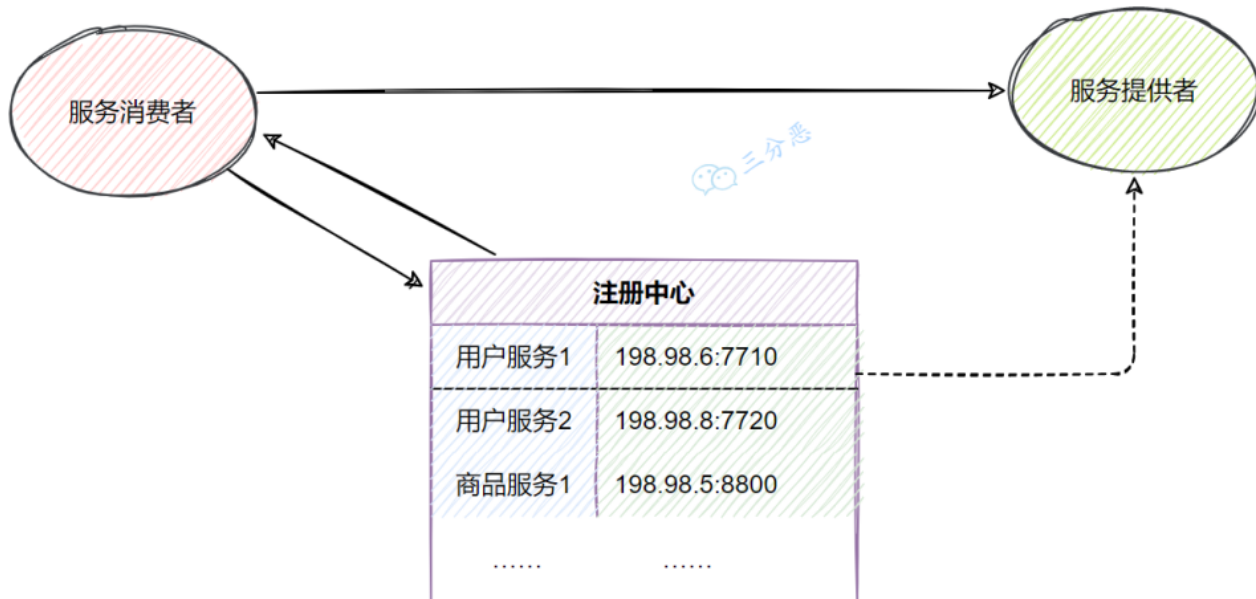 服务消费者
服务提供者
三分恶
注册中心
用户服务1 198.98.6:7710
用户服务2 198.98.8:7720
商品服务1 198.98.5:8800
...... ......